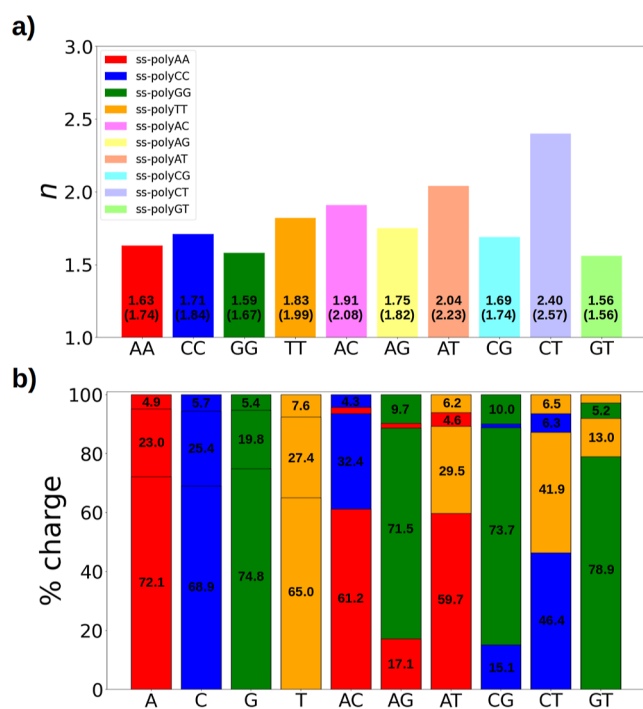 a)
3.0
2.5
2.0
1.5
1.0
n
ss-polyAA
ss-polyCC
ss-polyGG
ss-polyTT
ss-polyAC
ss-polyAG
ss-polyAT
ss-polyCG
ss-polyCT
ss-polyGT
1.63 1.71 1.59 1.83 1.91 1.75 2.04 1.69 2.40 1.56
(1.74) (1.84) (1.67) (1.99) (2.08) (1.82) (2.23) (1.74) (2.57) (1.56)
AA CC GG TT AC AG AT CG CT GT
b)
100
80
60
40
20
0
% charge
4.9 5.7 5.4 7.6 4.3 9.7 6.2 10.0 6.5 5.2
4.6 6.3
23.0 25.4 19.8 27.4 32.4 71.5 29.5 73.7 41.9 13.0
72.1 68.9 74.8 65.0 61.2 17.1 59.7 15.1 46.4 78.9
A C G T AC AG AT CG CT GT